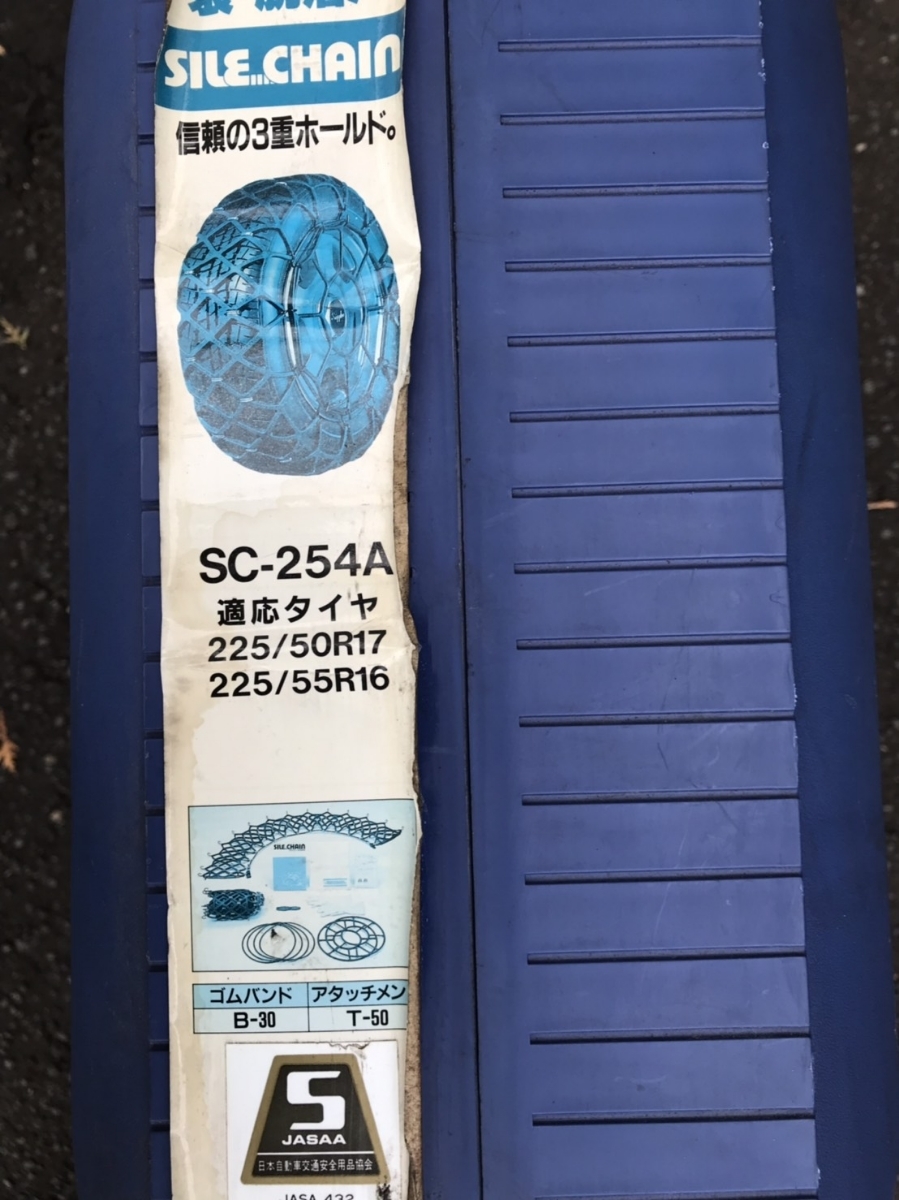 SILE...CHAIN
信頼の3重ホールド。
SC-254A
適応タイヤ
225/50R17
225/55R16
SILE.CHAIN
ゴムバンド アタッチメン
B-30 T-50
S
JASAA
日本自動車交通安全用品協会
JASA 432